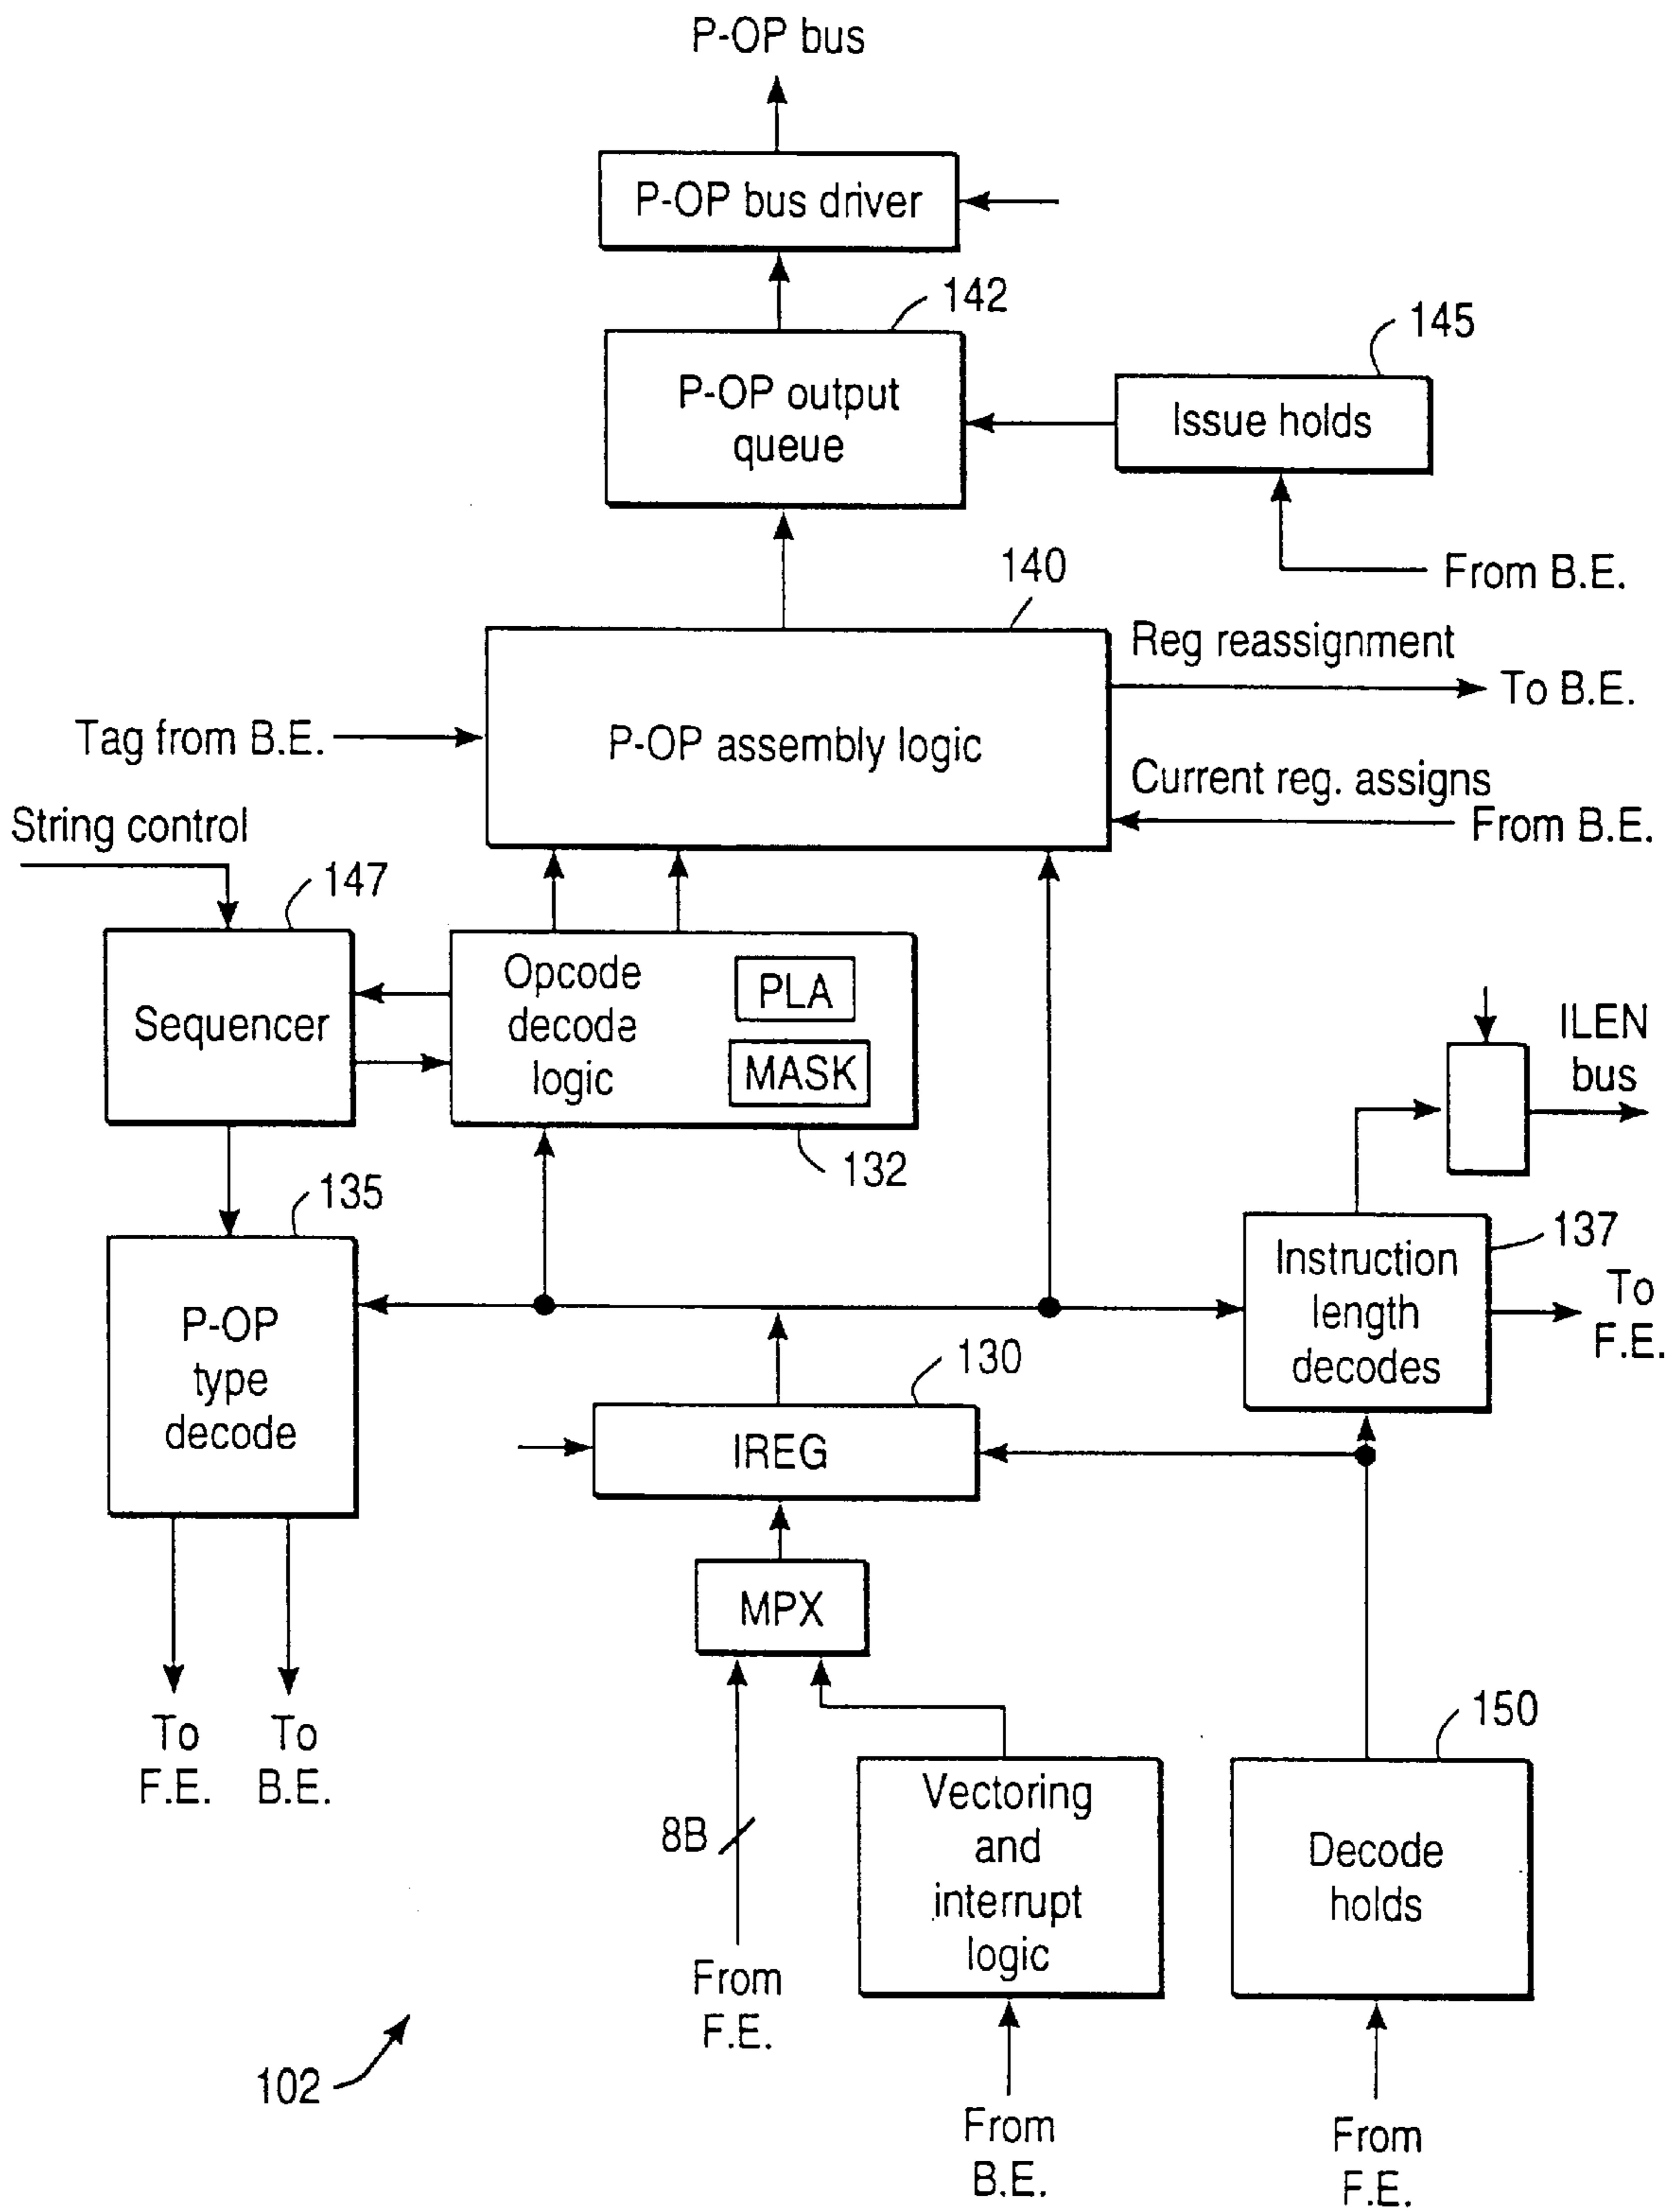 P-OP bus
P-OP bus driver
142
145
P-OP output
queue
Issue holds
140
From B.E.
Reg reassignment
To B.E.
Tag from B.E.
P-OP assembly logic
Current reg. assigns
From B.E.
String control
147
Sequencer
Opcode
decode
logic
PLA
MASK
132
ILEN
bus
135
137
P-OP
type
decode
Instruction
length
decodes
To
F.E.
130
IREG
MPX
To
F.E.
To
B.E.
150
8B
Vectoring
and
interrupt
logic
Decode
holds
From
F.E.
102
From
B.E.
From
F.E.